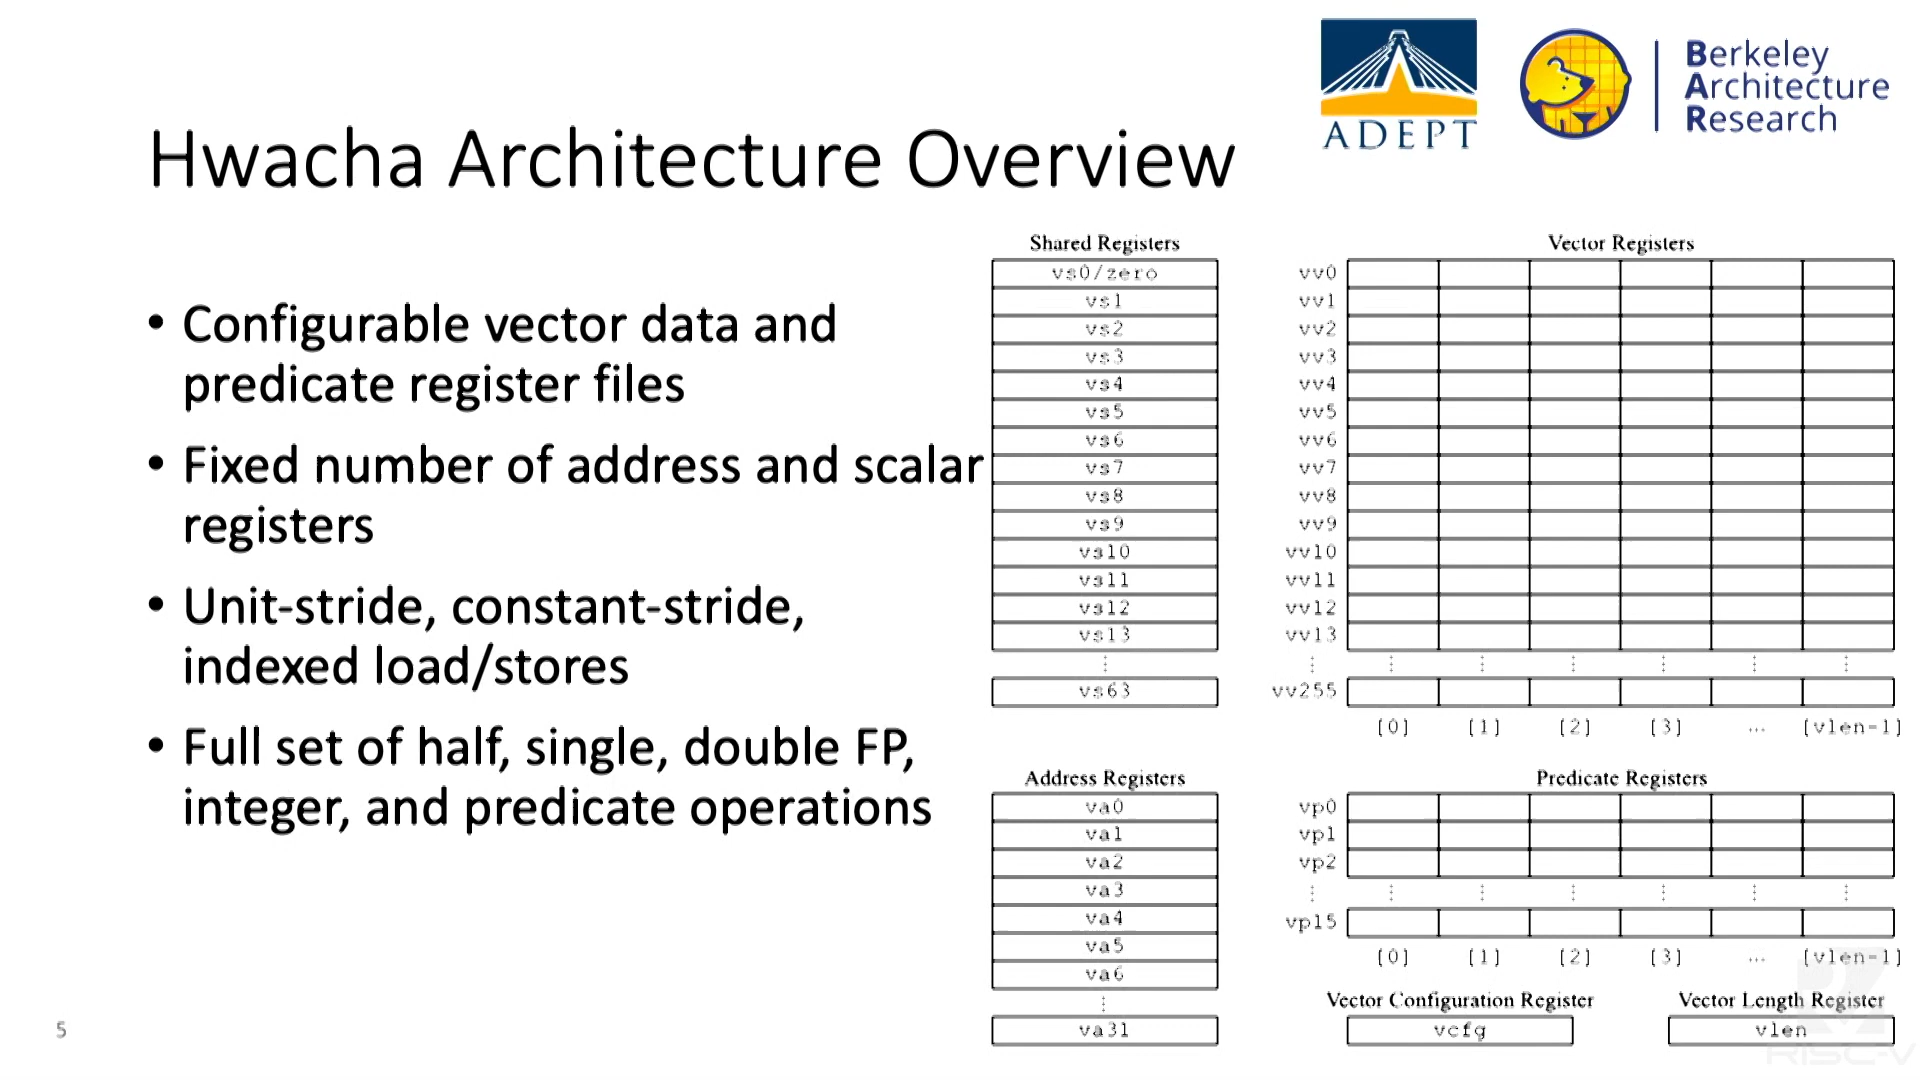 ADEPT
Berkeley
Architecture
Research
Hwacha Architecture Overview
• Configurable vector data and
predicate register files
• Fixed number of address and scalar
registers
• Unit-stride, constant-stride,
indexed load/stores
• Full set of half, single, double FP,
integer, and predicate operations
Shared Registers
vs0/zero
vs1
vs2
vs3
vs4
vs5
vs6
vs7
vs8
vs9
vs10
vs11
vs12
vs13
⋮
vs63
Vector Registers
vv0
vv1
vv2
vv3
vv4
vv5
vv6
vv7
vv8
vv9
vv10
vv11
vv12
vv13
⋮ ⋮ ⋮ ⋮ ⋮ ⋮ ⋮
vv255
[0] [1] [2] [3] ... [vlen-1]
Address Registers
va0
va1
va2
va3
va4
va5
va6
⋮
va31
Predicate Registers
vp0
vp1
vp2
⋮ ⋮ ⋮ ⋮ ⋮ ⋮ ⋮
vp15
[0] [1] [2] [3] ... [vlen-1]
Vector Configuration Register
vcfg
Vector Length Register
vlen
5
RISC-V